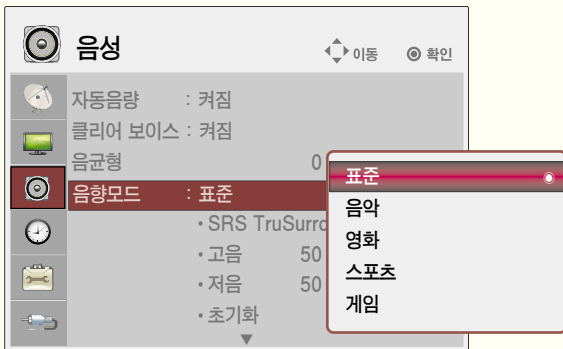 음성 이동 확인
자동음량 : 켜짐
클리어 보이스 : 켜짐
음균형 0
음향모드 : 표준
• SRS TruSurro
• 고음 50
• 저음 50
• 초기화
표준
음악
영화
스포츠
게임